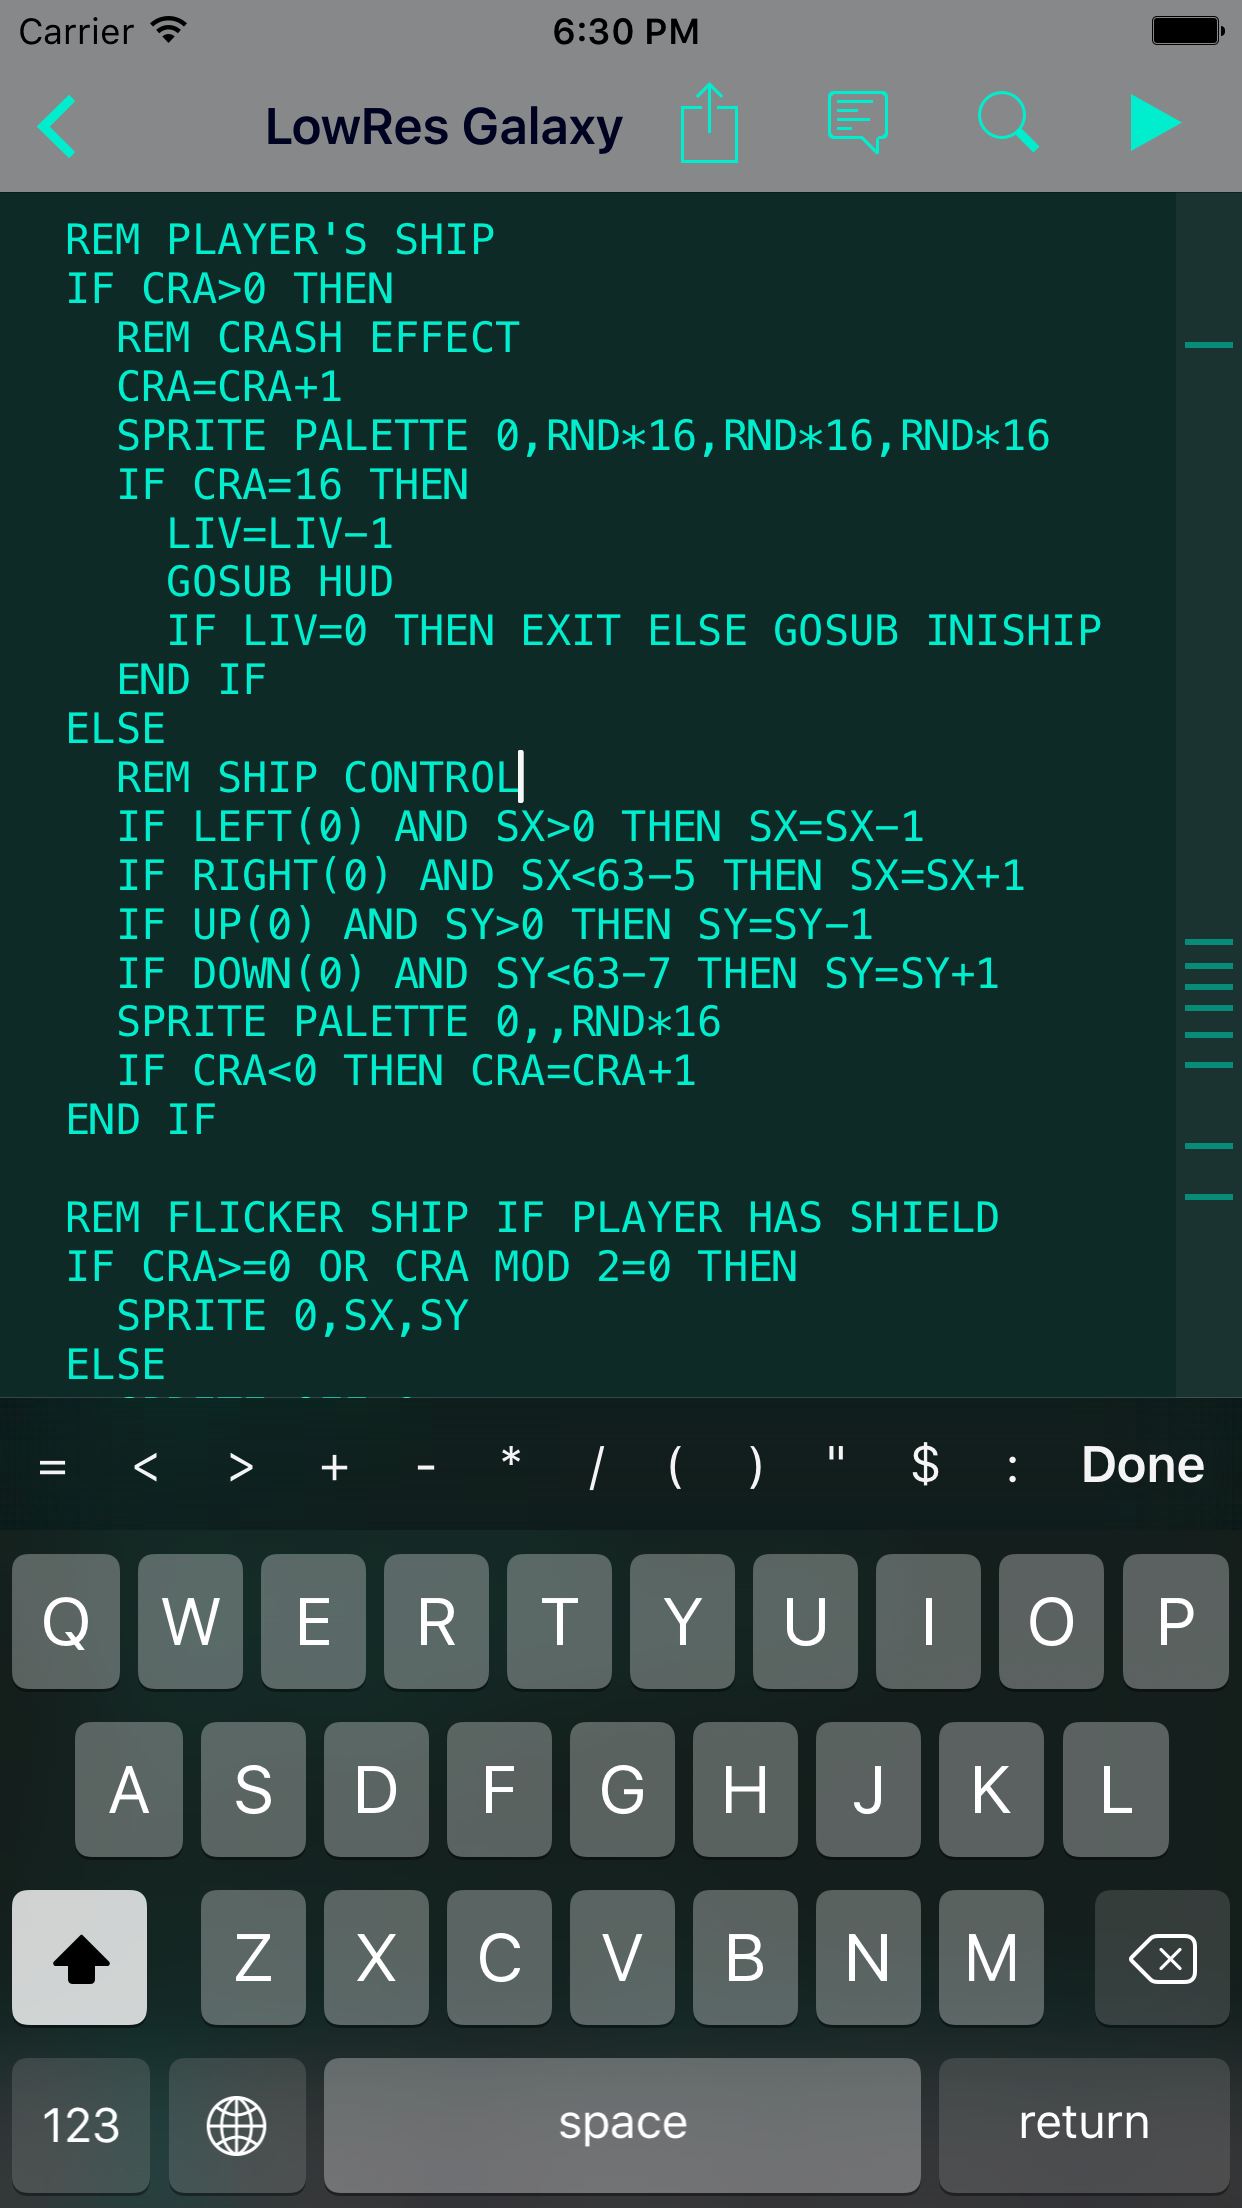 Carrier 6:30 PM
LowRes Galaxy
REM PLAYER'S SHIP
IF CRA>0 THEN
  REM CRASH EFFECT
  CRA=CRA+1
  SPRITE PALETTE 0,RND*16,RND*16,RND*16
  IF CRA=16 THEN
    LIV=LIV-1
    GOSUB HUD
    IF LIV=0 THEN EXIT ELSE GOSUB INISHIP
  END IF
ELSE
  REM SHIP CONTROL
  IF LEFT(0) AND SX>0 THEN SX=SX-1
  IF RIGHT(0) AND SX<63-5 THEN SX=SX+1
  IF UP(0) AND SY>0 THEN SY=SY-1
  IF DOWN(0) AND SY<63-7 THEN SY=SY+1
  SPRITE PALETTE 0,,RND*16
  IF CRA<0 THEN CRA=CRA+1
END IF
REM FLICKER SHIP IF PLAYER HAS SHIELD
IF CRA>=0 OR CRA MOD 2=0 THEN
  SPRITE 0,SX,SY
ELSE
= < > + - * / ( ) " $ : Done
Q W E R T Y U I O P
A S D F G H J K L
Z X C V B N M
123 space return